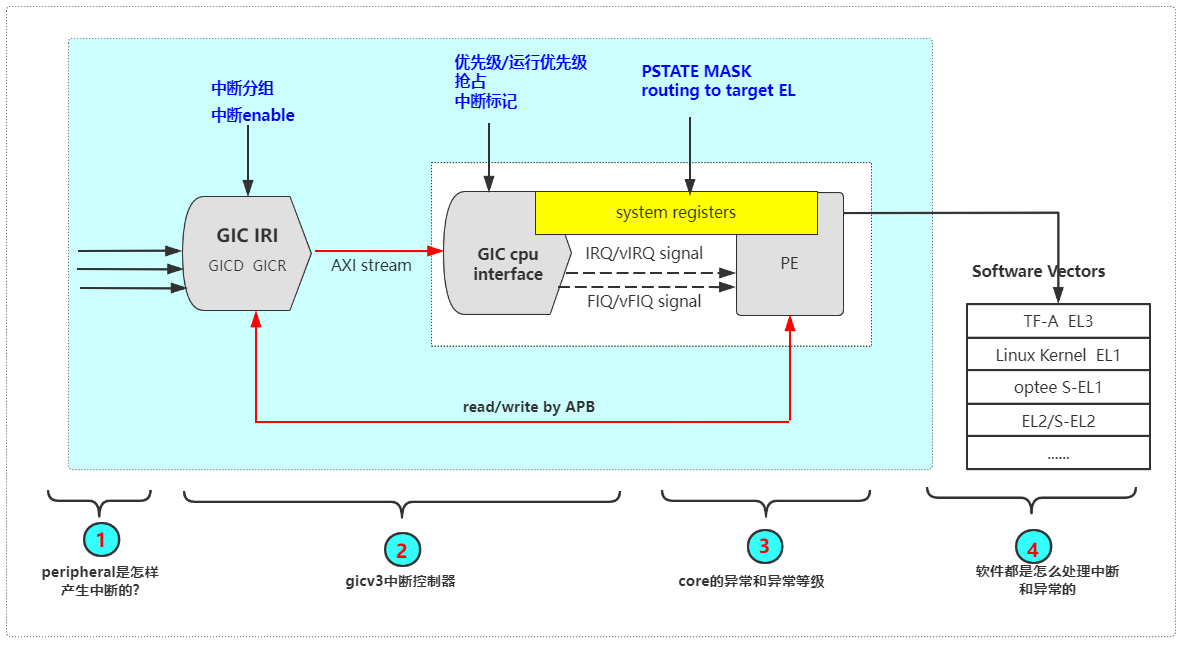 中断分组
中断enable
优先级/运行优先级
抢占
中断标记
PSTATE MASK
routing to target EL
GIC IRI
GICD GICR
AXI stream
GIC cpu
interface
system registers
IRQ/vIRQ signal
FIQ/vFIQ signal
PE
read/write by APB
Software Vectors
TF-A EL3
Linux Kernel EL1
optee S-EL1
EL2/S-EL2
......
1
peripheral是怎样
产生中断的?
2
gicv3中断控制器
3
core的异常和异常等级
4
软件都是怎么处理中断
和异常的